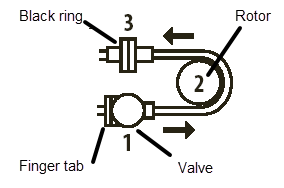 Black ring
3
Rotor
2
1
Finger tab
Valve